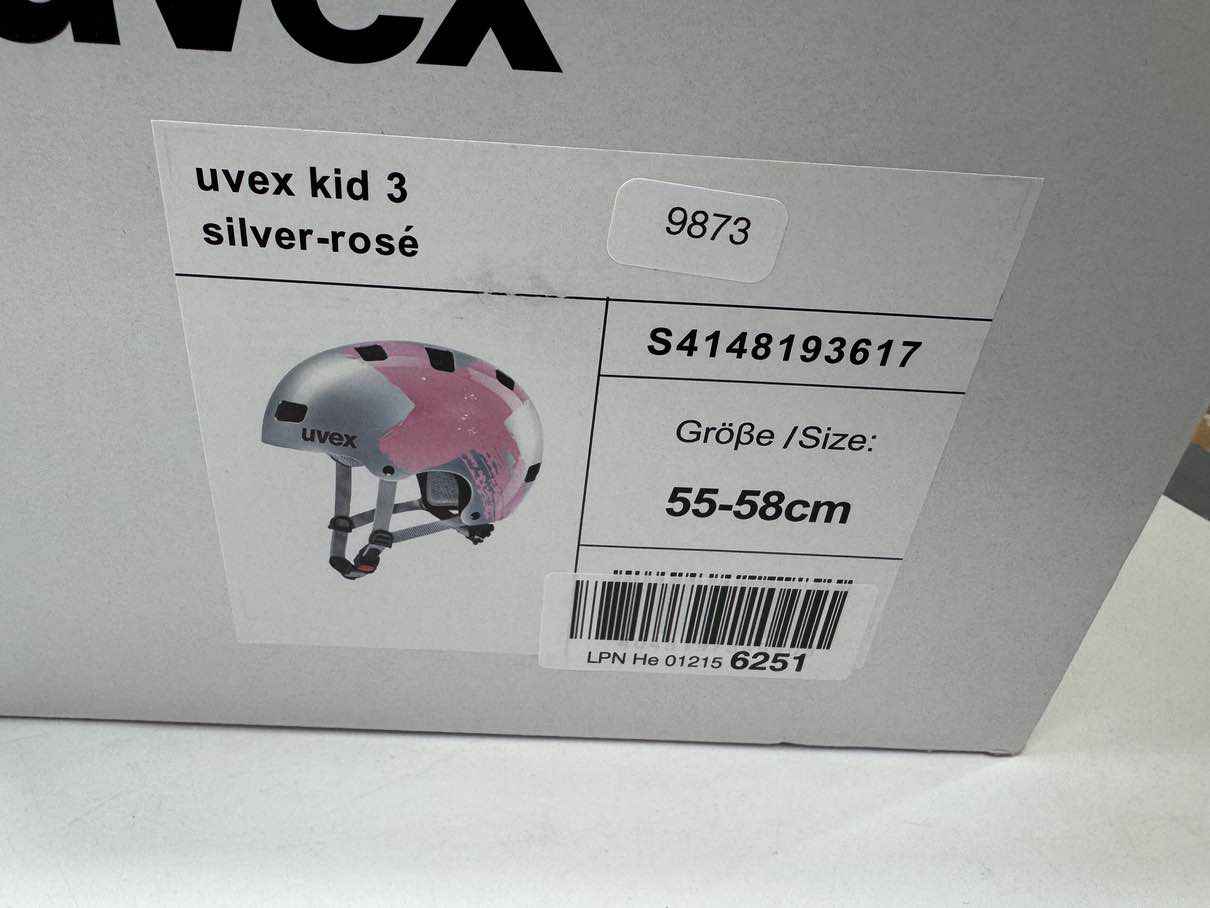 uvex
uvex kid 3
silver-rosé
9873
S4148193617
Größe /Size:
55-58cm
uvex
LPN He 01215 6251